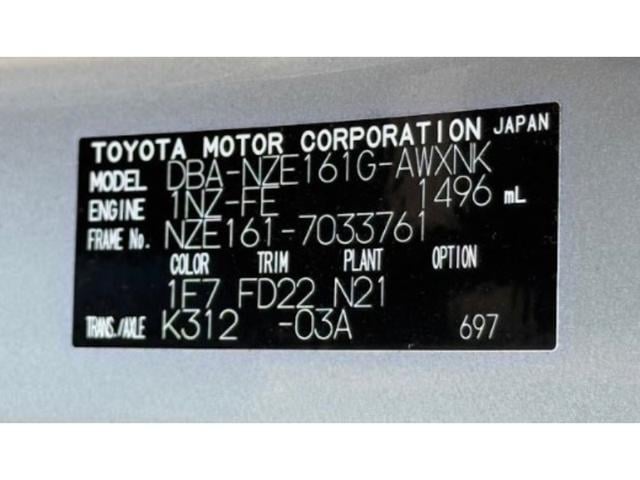 TOYOTA MOTOR CORPORATION JAPAN
MODEL DBA-NZE161G-AWXNK
ENGINE 1NZ-FE 1496 mL
FRAME No. NZE161-7033761
COLOR TRIM PLANT OPTION
1E7 FD22 N21
TRANS./AXLE K312 -03A 697